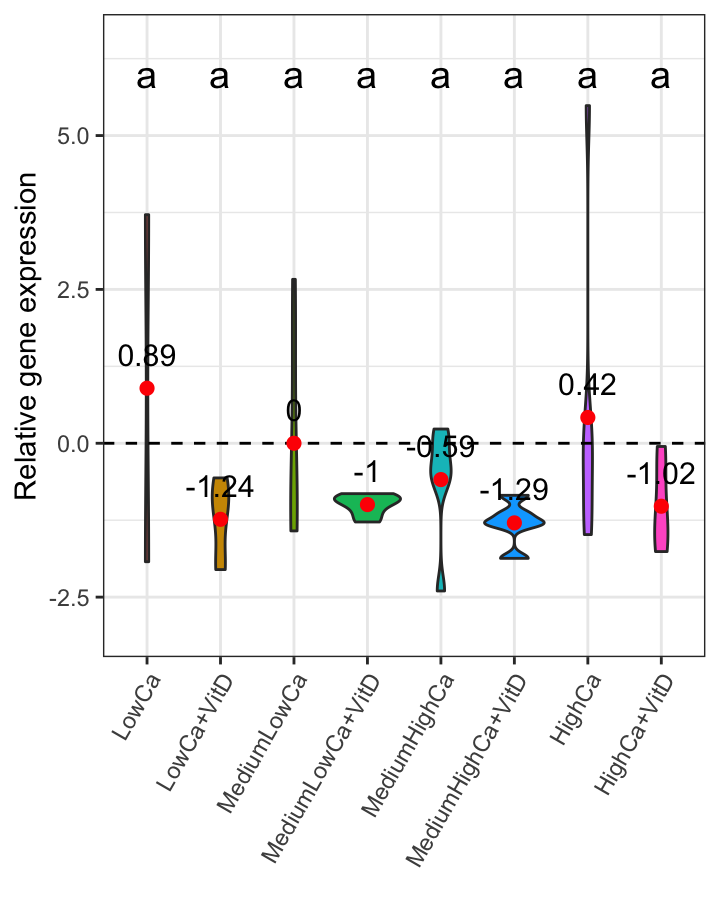 a a a a a a a a
5.0
2.5
0.0
-2.5
Relative gene expression
0.89
-1.24
0
-1
-0.59
-1.29
0.42
-1.02
LowCa
LowCa+VitD
MediumLowCa
MediumLowCa+VitD
MediumHighCa
MediumHighCa+VitD
HighCa
HighCa+VitD